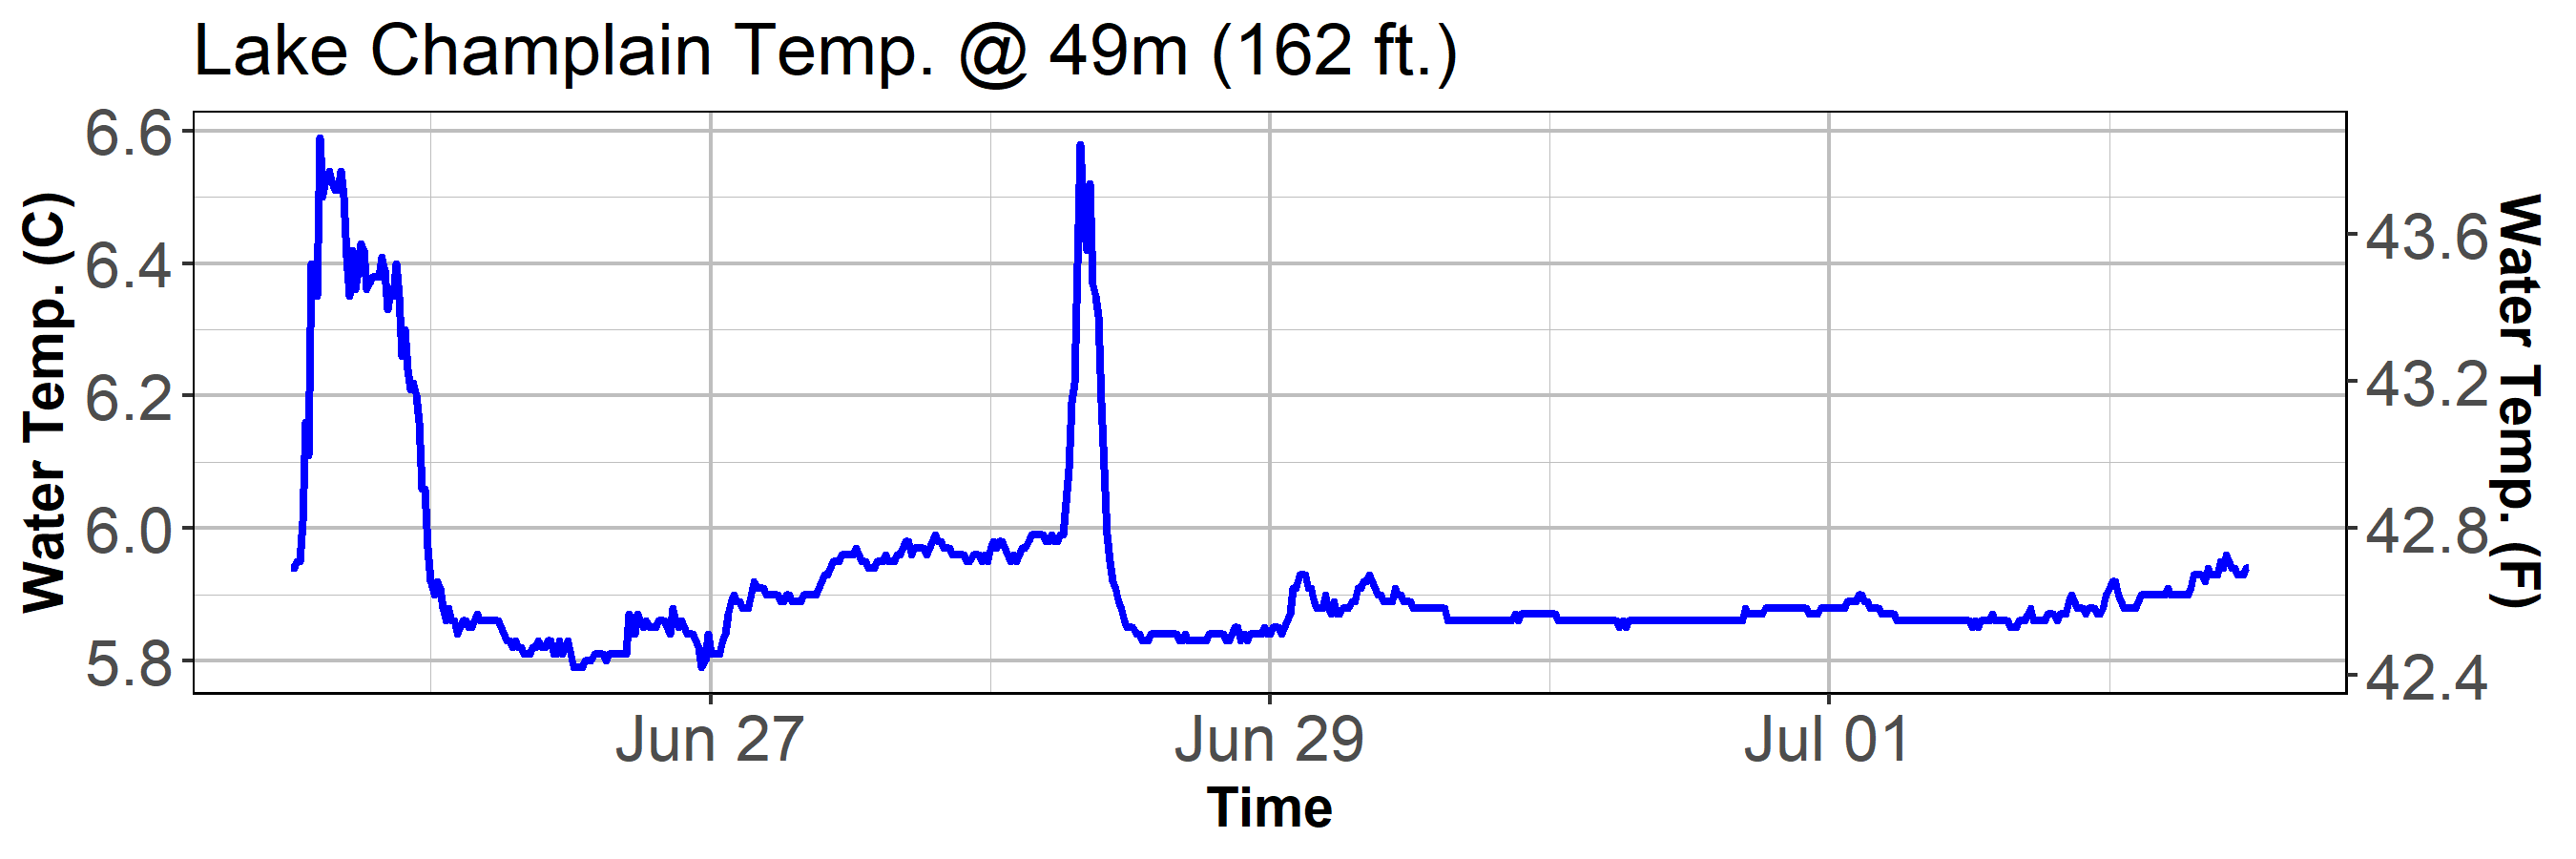 Lake Champlain Temp. @ 49m (162 ft.)
Water Temp. (C)
6.6
6.4
6.2
6.0
5.8
43.6
43.2
42.8
42.4
Water Temp. (F)
Jun 27 Jun 29 Jul 01
Time